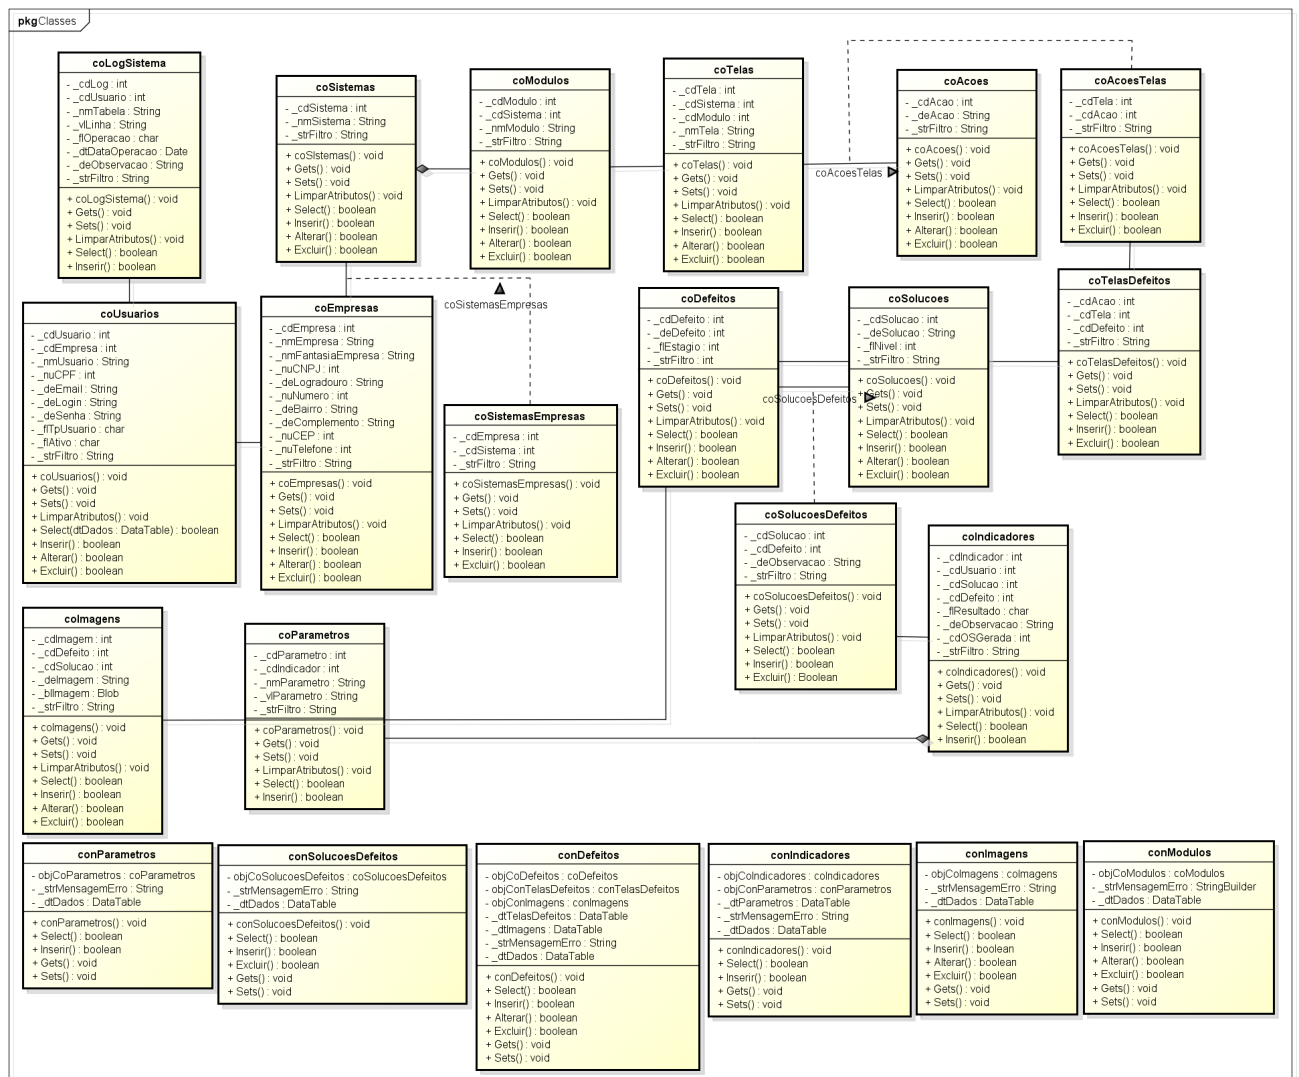 pkg Classes
coLogSistema
- _cdLog : int
- _cdUsuario : int
- _nmTabela : String
- _vlLinha : String
- _flOperacao : char
- _dtDataOperacao : Date
- _deObservacao : String
- _strFiltro : String
+ coLogSistema() : void
+ Gets() : void
+ Sets() : void
+ LimparAtributos() : void
+ Select() : boolean
+ Inserir() : boolean
coSistemas
- _cdSistema : int
- _nmSistema : String
- _strFiltro : String
+ coSIstemas() : void
+ Gets() : void
+ Sets() : void
+ LimparAtributos() : void
+ Select() : boolean
+ Inserir() : boolean
+ Alterar() : boolean
+ Excluir() : boolean
coModulos
- _cdModulo : int
- _cdSistema : int
- _nmModulo : String
- _strFiltro : String
+ coModulos() : void
+ Gets() : void
+ Sets() : void
+ LimparAtributos() : void
+ Select() : boolean
+ Inserir() : boolean
+ Alterar() : boolean
+ Excluir() : boolean
coTelas
- _cdTela : int
- _cdSistema : int
- _cdModulo : int
- _nmTela : String
- _strFiltro : String
+ coTelas() : void
+ Gets() : void
+ Sets() : void
+ LimparAtributos() : void
+ Select() : boolean
+ Inserir() : boolean
+ Alterar() : boolean
+ Excluir() : boolean
coAcoesTelas
coAcoes
- _cdAcao : int
- _deAcao : String
- _strFiltro : String
+ coAcoes() : void
+ Gets() : void
+ Sets() : void
+ LimparAtributos() : void
+ Select() : boolean
+ Inserir() : boolean
+ Alterar() : boolean
+ Excluir() : boolean
coAcoesTelas
- _cdTela : int
- _cdAcao : int
- _strFiltro : String
+ coAcoesTelas() : void
+ Gets() : void
+ Sets() : void
+ LimparAtributos() : void
+ Select() : boolean
+ Inserir() : boolean
+ Excluir() : boolean
coUsuarios
- _cdUsuario : int
- _cdEmpresa : int
- _nmUsuario : String
- _nuCPF : int
- _deEmail : String
- _deLogin : String
- _deSenha : String
- _flTpUsuario : char
- _flAtivo : char
- _strFiltro : String
+ coUsuarios() : void
+ Gets() : void
+ Sets() : void
+ LimparAtributos() : void
+ Select(dtDados : DataTable) : boolean
+ Inserir() : boolean
+ Alterar() : boolean
+ Excluir() : boolean
coEmpresas
- _cdEmpresa : int
- _nmEmpresa : String
- _nmFantasiaEmpresa : String
- _nuCNPJ : int
- _deLogradouro : String
- _nuNumero : int
- _deBairro : String
- _deComplemento : String
- _nuCEP : int
- _nuTelefone : int
- _strFiltro : String
+ coEmpresas() : void
+ Gets() : void
+ Sets() : void
+ LimparAtributos() : void
+ Select() : boolean
+ Inserir() : boolean
+ Alterar() : boolean
+ Excluir() : boolean
coSistemasEmpresas
coSistemasEmpresas
- _cdEmpresa : int
- _cdSistema : int
- _strFiltro : String
+ coSistemasEmpresas() : void
+ Gets() : void
+ Sets() : void
+ LimparAtributos() : void
+ Select() : boolean
+ Inserir() : boolean
+ Excluir() : boolean
coDefeitos
- _cdDefeito : int
- _deDefeito : int
- _flEstagio : int
- _strFiltro : int
+ coDefeitos() : void
+ Gets() : void
+ Sets() : void
+ LimparAtributos() : void
+ Select() : boolean
+ Inserir() : boolean
+ Alterar() : boolean
+ Excluir() : boolean
coSolucoesDefeitos
coSolucoes
- _cdSolucao : int
- _deSolucao : String
- _flNivel : int
- _strFiltro : String
+ coSolucoes() : void
+ Gets() : void
+ Sets() : void
+ LimparAtributos() : void
+ Select() : boolean
+ Inserir() : boolean
+ Alterar() : boolean
+ Excluir() : boolean
coTelasDefeitos
- _cdAcao : int
- _cdTela : int
- _cdDefeito : int
- _strFiltro : String
+ coTelasDefeitos() : void
+ Gets() : void
+ Sets() : void
+ LimparAtributos() : void
+ Select() : boolean
+ Inserir() : boolean
+ Excluir() : boolean
coSolucoesDefeitos
- _cdSolucao : int
- _cdDefeito : int
- _deObservacao : String
- _strFiltro : String
+ coSolucoesDefeitos() : void
+ Gets() : void
+ Sets() : void
+ LimparAtributos() : void
+ Select() : boolean
+ Inserir() : boolean
+ Excluir() : Boolean
coIndicadores
- _cdIndicador : int
- _cdUsuario : int
- _cdSolucao : int
- _cdDefeito : int
- _flResultado : char
- _deObservacao : String
- _cdOSGerada : int
- _strFiltro : String
+ coIndicadores() : void
+ Gets() : void
+ Sets() : void
+ LimparAtributos() : void
+ Select() : boolean
+ Inserir() : boolean
coImagens
- _cdImagem : int
- _cdDefeito : int
- _cdSolucao : int
- _deImagem : String
- _blImagem : Blob
- _strFiltro : String
+ coImagens() : void
+ Gets() : void
+ Sets() : void
+ LimparAtributos() : void
+ Select() : boolean
+ Inserir() : boolean
+ Alterar() : boolean
+ Excluir() : boolean
coParametros
- _cdParametro : int
- _cdIndicador : int
- _nmParametro : String
- _vlParametro : String
- _strFiltro : String
+ coParametros() : void
+ Gets() : void
+ Sets() : void
+ LimparAtributos() : void
+ Select() : boolean
+ Inserir() : boolean
conParametros
- objCoParametros : coParametros
- _strMensagemErro : String
- _dtDados : DataTable
+ conParametros() : void
+ Select() : boolean
+ Inserir() : boolean
+ Gets() : void
+ Sets() : void
conSolucoesDefeitos
- objCoSolucoesDefeitos : coSolucoesDefeitos
- _strMensagemErro : String
- _dtDados : DataTable
+ conSolucoesDefeitos() : void
+ Select() : boolean
+ Inserir() : boolean
+ Excluir() : boolean
+ Gets() : void
+ Sets() : void
conDefeitos
- objCoDefeitos : coDefeitos
- objConTelasDefeitos : conTelasDefeitos
- objConImagens : conImagens
- _dtTelasDefeitos : DataTable
- _dtImagens : DataTable
- _strMensagemErro : String
- _dtDados : DataTable
+ conDefeitos() : void
+ Select() : boolean
+ Inserir() : boolean
+ Alterar() : boolean
+ Excluir() : boolean
+ Gets() : void
+ Sets() : void
conIndicadores
- objCoIndicadores : coIndicadores
- objConParametros : conParametros
- _dtParametros : DataTable
- _strMensagemErro : String
- _dtDados : DataTable
+ conIndicadores() : void
+ Select() : boolean
+ Inserir() : boolean
+ Gets() : void
+ Sets() : void
conImagens
- objCoImagens : coImagens
- _strMensagemErro : String
- _dtDados : DataTable
+ conImagens() : void
+ Select() : boolean
+ Inserir() : boolean
+ Alterar() : boolean
+ Excluir() : boolean
+ Gets() : void
+ Sets() : void
conModulos
- objCoModulos : coModulos
- _strMensagemErro : StringBuilder
- _dtDados : DataTable
+ conModulos() : void
+ Select() : boolean
+ Inserir() : boolean
+ Alterar() : boolean
+ Excluir() : boolean
+ Gets() : void
+ Sets() : void